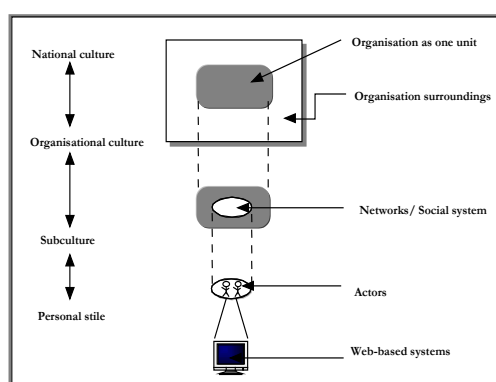 National culture
Organisation as one unit
Organisation surroundings
Organisational culture
Networks/ Social system
Subculture
Actors
Personal stile
Web-based systems